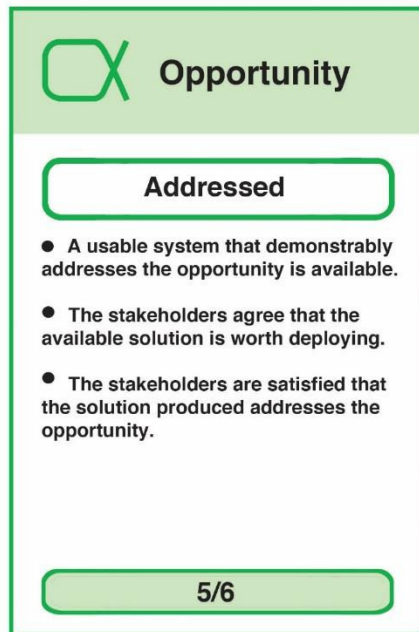 Opportunity
Addressed
● A usable system that demonstrably
addresses the opportunity is available.
● The stakeholders agree that the
available solution is worth deploying.
● The stakeholders are satisfied that
the solution produced addresses the
opportunity.
5/6